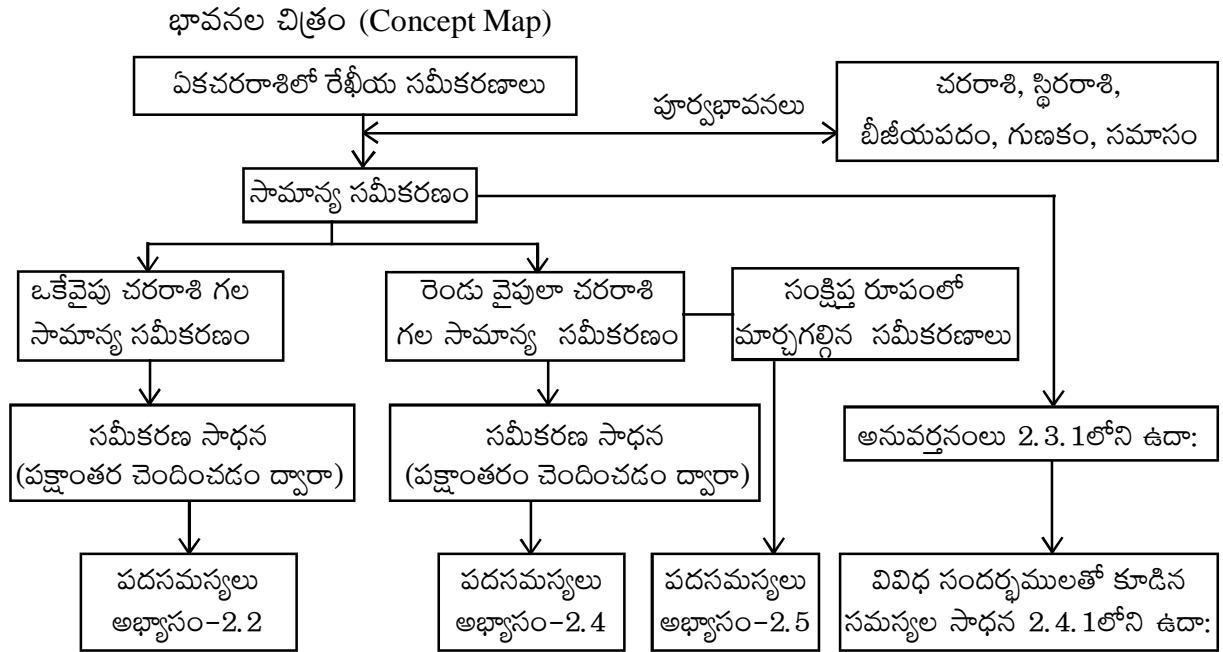 భావనల చిత్రం (Concept Map)
ఏకచరరాశిలో రేఖీయ సమీకరణాలు
పూర్వభావనలు
చరరాశి, స్థిరరాశి,
బీజీయపదం, గుణకం, సమాసం
సామాన్య సమీకరణం
ఒకేవైపు చరరాశి గల
సామాన్య సమీకరణం
రెండు వైపులా చరరాశి
గల సామాన్య సమీకరణం
సంక్షిప్త రూపంలో
మార్చగల్గిన సమీకరణాలు
సమీకరణ సాధన
(పక్షాంతర చెందించడం ద్వారా)
సమీకరణ సాధన
(పక్షాంతరం చెందించడం ద్వారా)
అనువర్తనంలు 2.3.1లోని ఉదా:
పదసమస్యలు
అభ్యాసం-2.2
పదసమస్యలు
అభ్యాసం-2.4
పదసమస్యలు
అభ్యాసం-2.5
వివిధ సందర్భములతో కూడిన
సమస్యల సాధన 2.4.1లోని ఉదా: